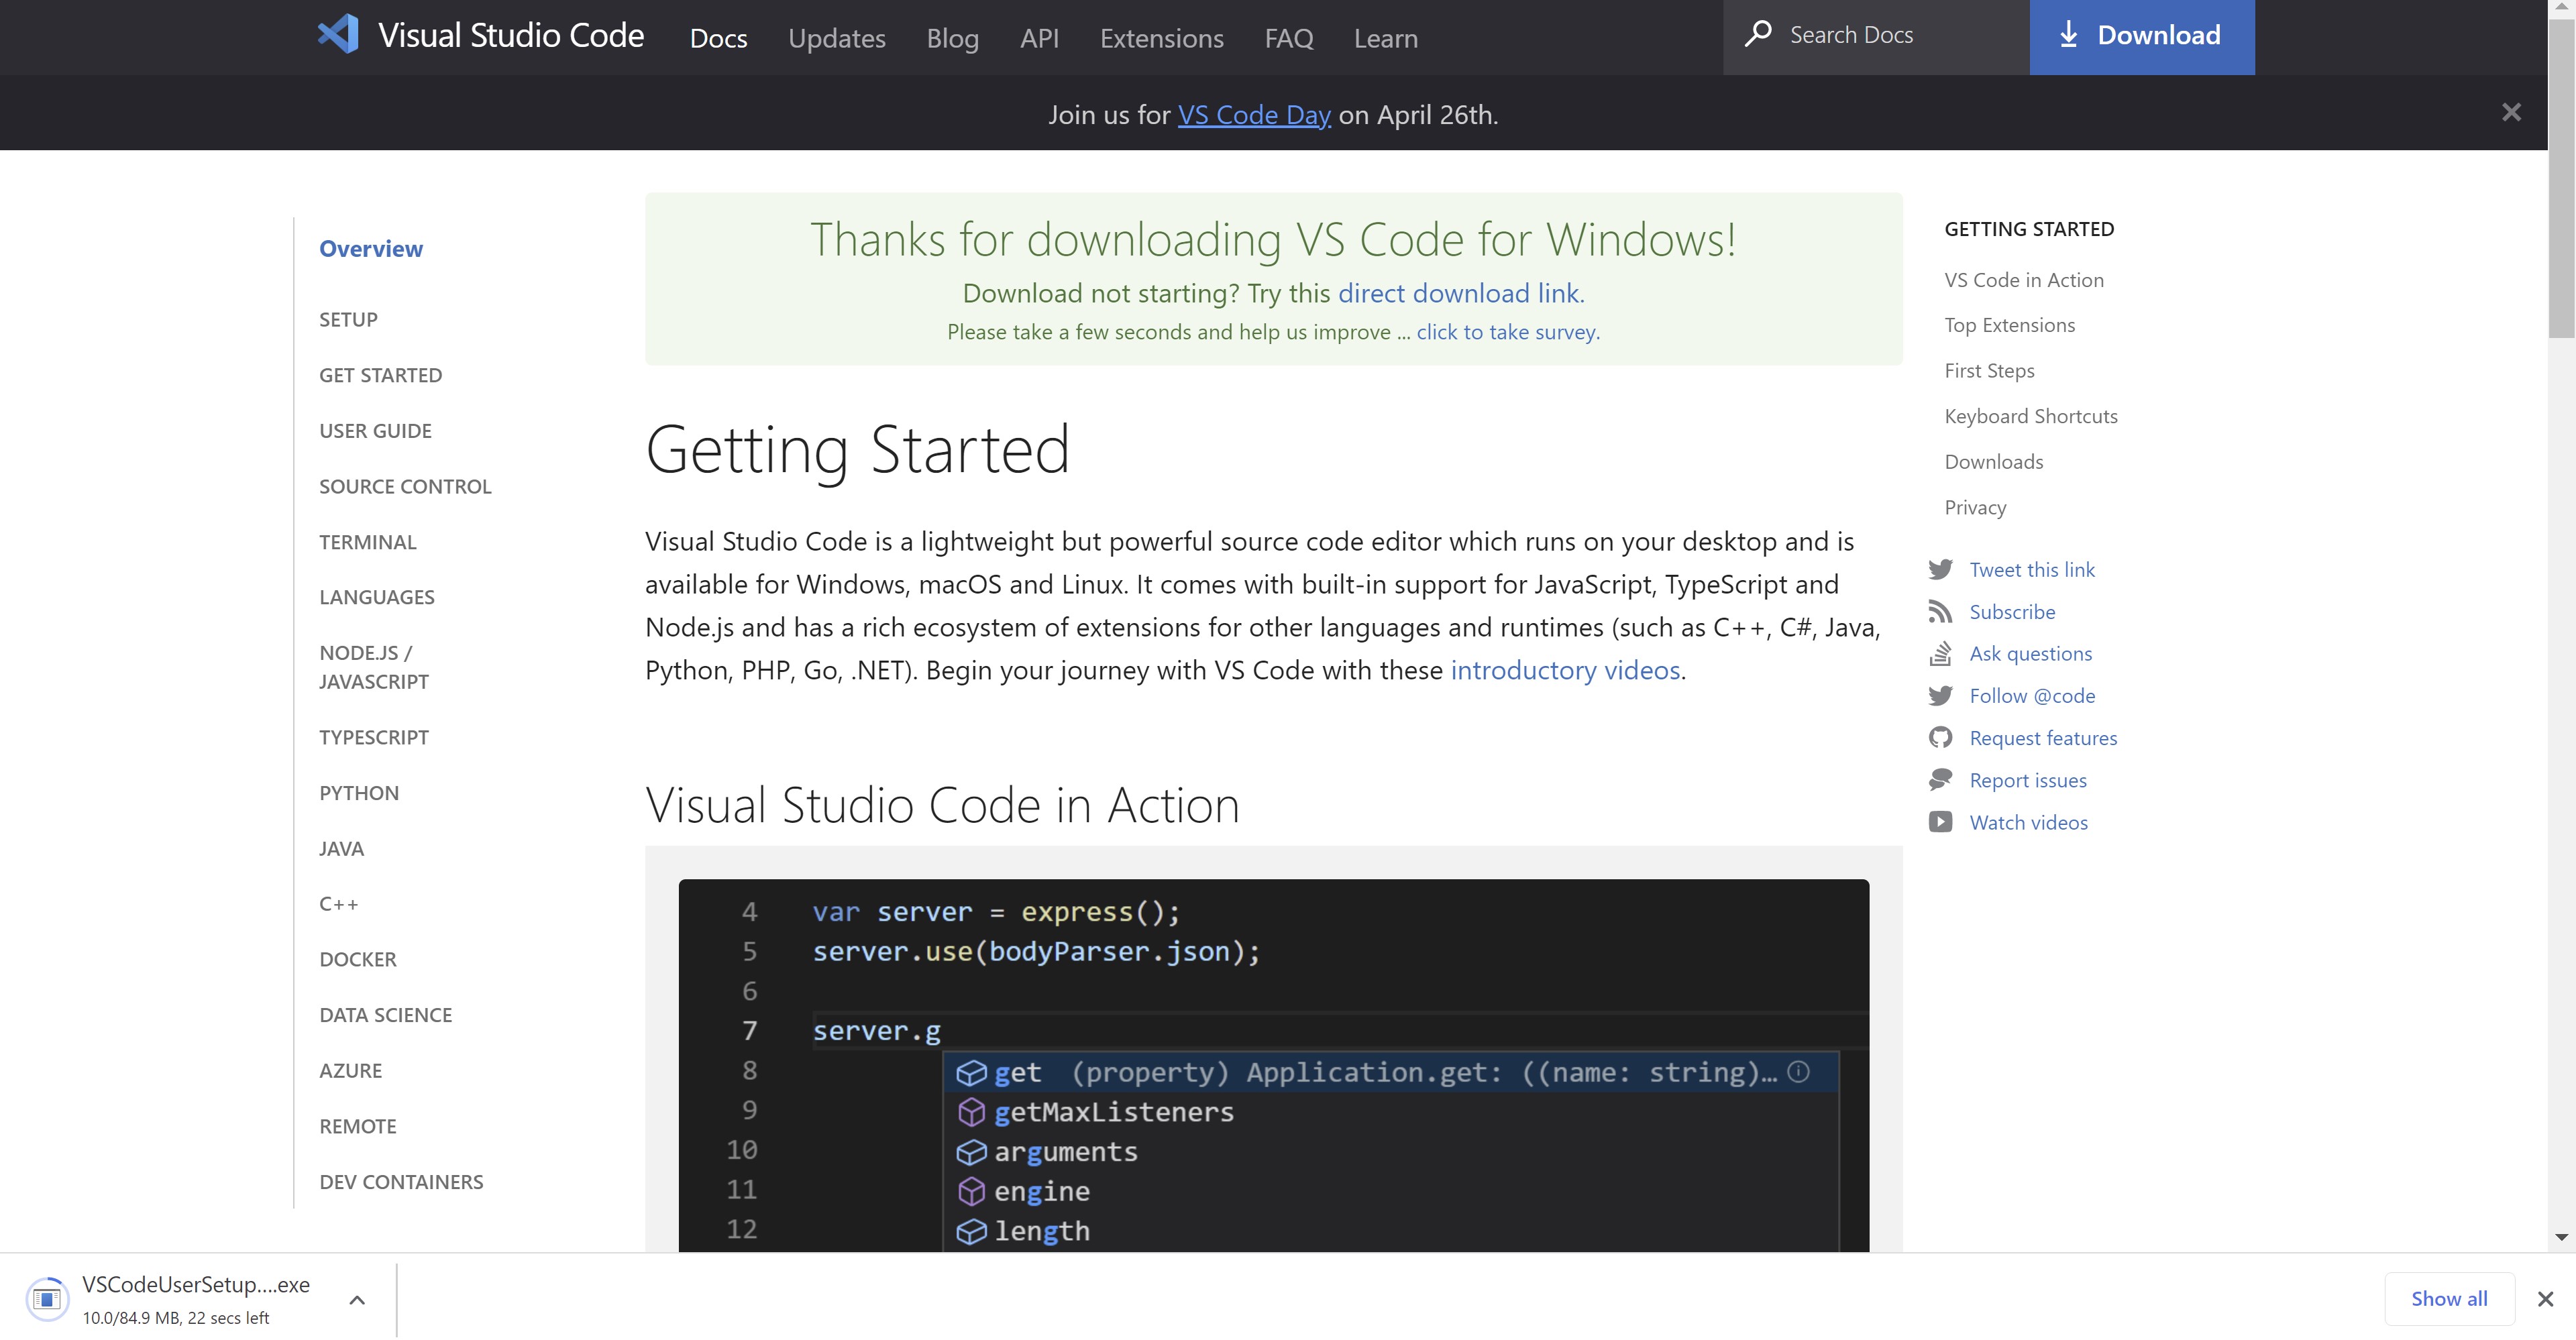 Visual Studio Code Docs Updates Blog API Extensions FAQ Learn Search Docs Download
Join us for VS Code Day on April 26th.
Overview
SETUP
GET STARTED
USER GUIDE
SOURCE CONTROL
TERMINAL
LANGUAGES
NODE.JS /
JAVASCRIPT
TYPESCRIPT
PYTHON
JAVA
C++
DOCKER
DATA SCIENCE
AZURE
REMOTE
DEV CONTAINERS
Thanks for downloading VS Code for Windows!
Download not starting? Try this direct download link.
Please take a few seconds and help us improve ... click to take survey.
Getting Started
Visual Studio Code is a lightweight but powerful source code editor which runs on your desktop and is
available for Windows, macOS and Linux. It comes with built-in support for JavaScript, TypeScript and
Node.js and has a rich ecosystem of extensions for other languages and runtimes (such as C++, C#, Java,
Python, PHP, Go, .NET). Begin your journey with VS Code with these introductory videos.
Visual Studio Code in Action
4 var server = express();
5 server.use(bodyParser.json);
6
7 server.g
8 get (property) Application.get: ((name: string)…
9 getMaxListeners
10 arguments
11 engine
12 length
GETTING STARTED
VS Code in Action
Top Extensions
First Steps
Keyboard Shortcuts
Downloads
Privacy
Tweet this link
Subscribe
Ask questions
Follow @code
Request features
Report issues
Watch videos
VSCodeUserSetup....exe
10.0/84.9 MB, 22 secs left
Show all